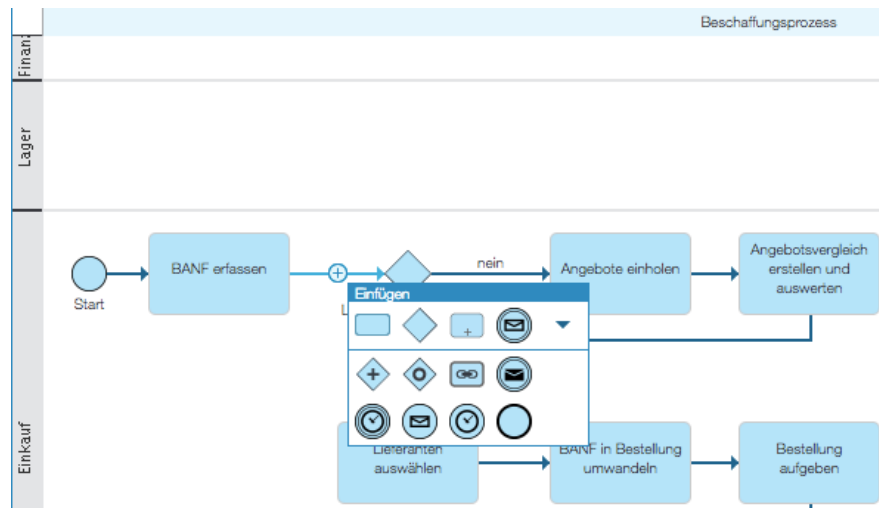 Beschaffungsprozess
Finanz
Lager
Einkauf
Start
BANF erfassen
nein
Angebote einholen
Angebotsvergleich
erstellen und
auswerten
Einfügen
Lieferanten
auswählen
BANF in Bestellung
umwandeln
Bestellung
aufgeben